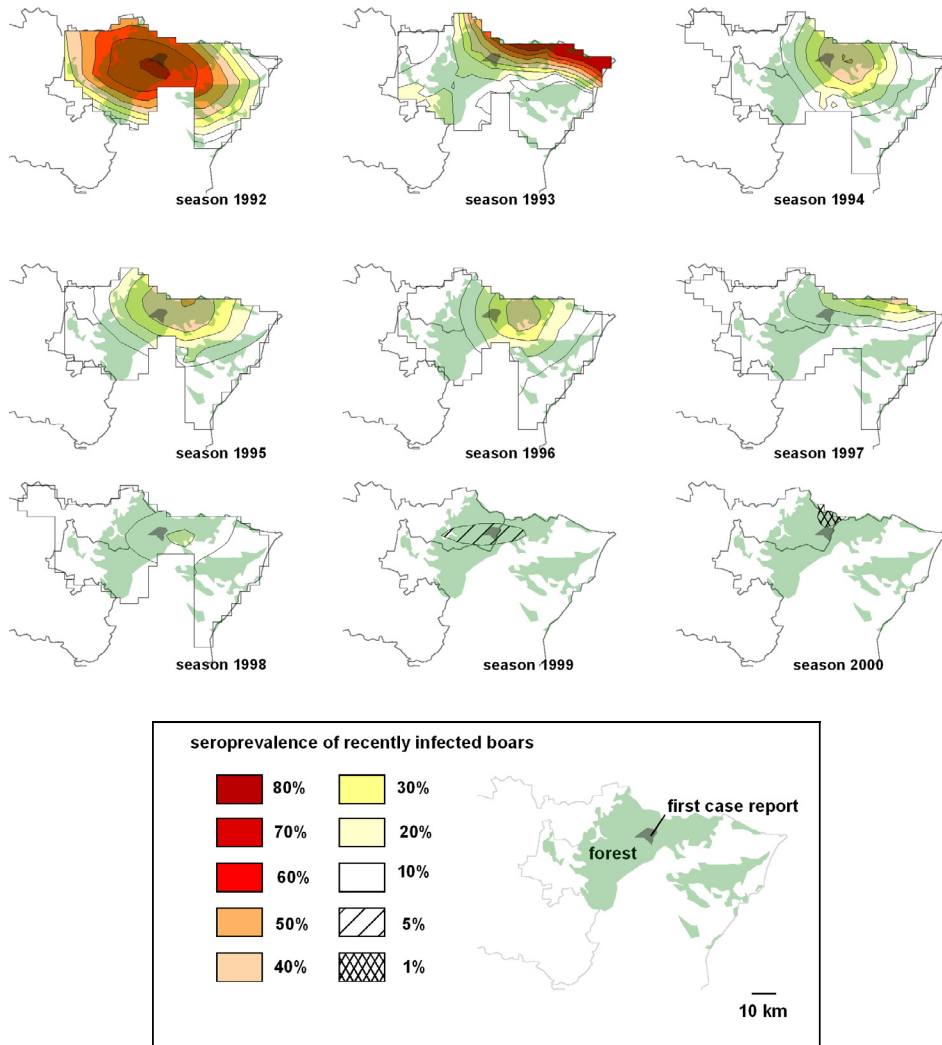 season 1992
season 1993
season 1994
season 1995
season 1996
season 1997
season 1998
season 1999
season 2000
seroprevalence of recently infected boars
80%
30%
first case report
70%
20%
forest
60%
10%
50%
5%
40%
1%
10 km